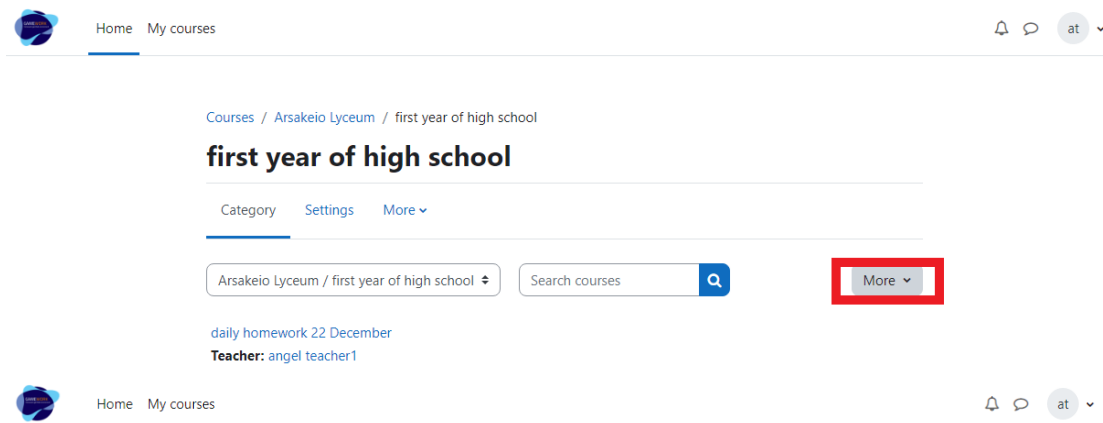 Home My courses
at
Courses / Arsakeio Lyceum / first year of high school
first year of high school
Category Settings More
Arsakeio Lyceum / first year of high school Search courses More
daily homework 22 December
Teacher: angel teacher1
Home My courses
at